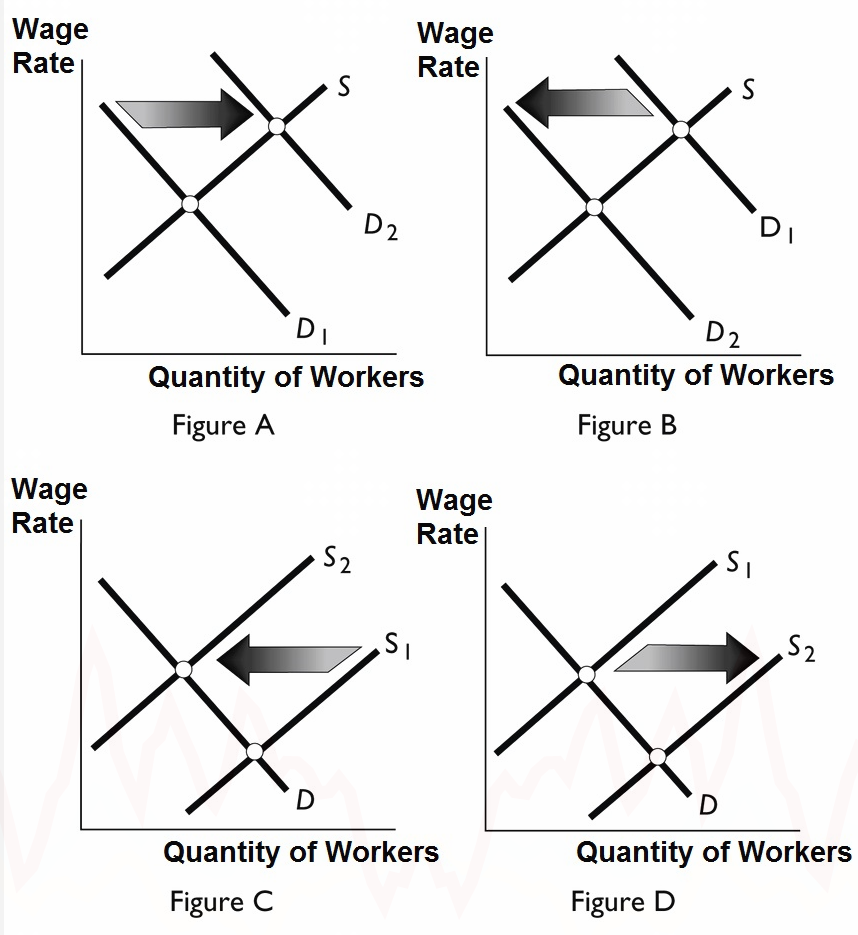 Wage
Rate
S
D2
D1
Quantity of Workers
Figure A
Wage
Rate
S
D1
D2
Quantity of Workers
Figure B
Wage
Rate
S2
S1
D
Quantity of Workers
Figure C
Wage
Rate
S1
S2
D
Quantity of Workers
Figure D